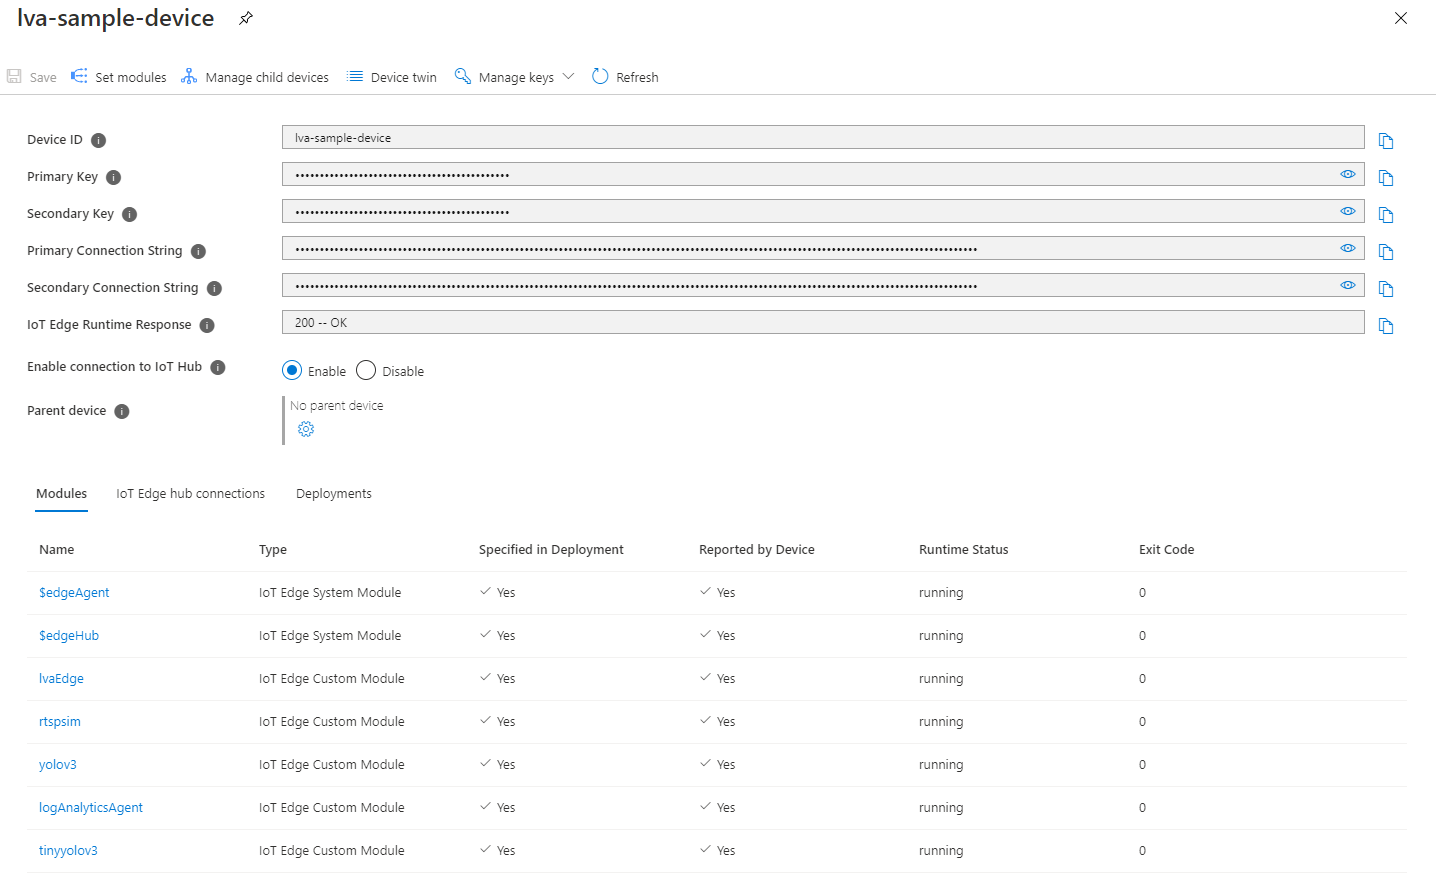 lva-sample-device
Save Set modules Manage child devices Device twin Manage keys Refresh
Device ID lva-sample-device
Primary Key ••••••••••••••••••••••••••••••••••••••••••••
Secondary Key ••••••••••••••••••••••••••••••••••••••••••••
Primary Connection String
Secondary Connection String
IoT Edge Runtime Response 200 -- OK
Enable connection to IoT Hub Enable Disable
Parent device No parent device
Modules IoT Edge hub connections Deployments
Name Type Specified in Deployment Reported by Device Runtime Status Exit Code
$edgeAgent IoT Edge System Module Yes Yes running 0
$edgeHub IoT Edge System Module Yes Yes running 0
lvaEdge IoT Edge Custom Module Yes Yes running 0
rtspsim IoT Edge Custom Module Yes Yes running 0
yolov3 IoT Edge Custom Module Yes Yes running 0
logAnalyticsAgent IoT Edge Custom Module Yes Yes running 0
tinyyolov3 IoT Edge Custom Module Yes Yes running 0